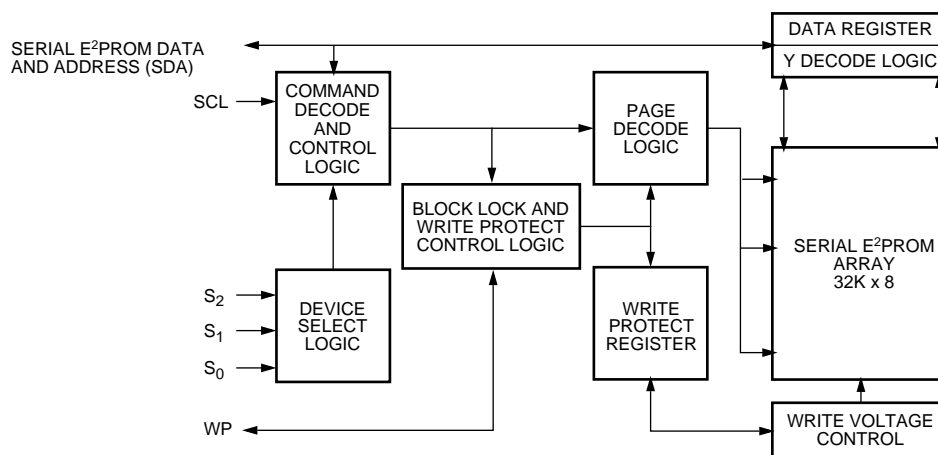 SERIAL E²PROM DATA
AND ADDRESS (SDA)
SCL
S₂
S₁
S₀
WP
COMMAND
DECODE
AND
CONTROL
LOGIC
DEVICE
SELECT
LOGIC
BLOCK LOCK AND
WRITE PROTECT
CONTROL LOGIC
PAGE
DECODE
LOGIC
WRITE
PROTECT
REGISTER
DATA REGISTER
Y DECODE LOGIC
SERIAL E²PROM
ARRAY
32K x 8
WRITE VOLTAGE
CONTROL